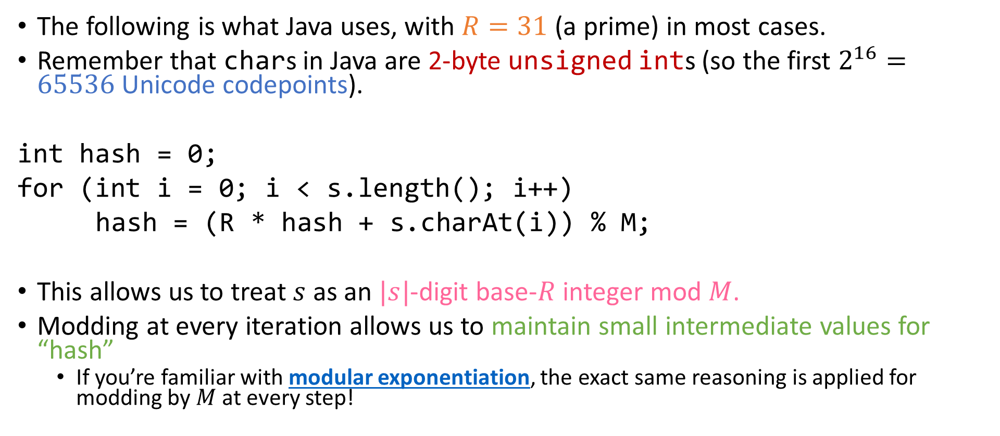 • The following is what Java uses, with R = 31 (a prime) in most cases.
• Remember that chars in Java are 2-byte unsigned ints (so the first 2^16 =
65536 Unicode codepoints).
int hash = 0;
for (int i = 0; i < s.length(); i++)
hash = (R * hash + s.charAt(i)) % M;
• This allows us to treat s as an |s|-digit base-R integer mod M.
• Modding at every iteration allows us to maintain small intermediate values for
“hash”
• If you’re familiar with modular exponentiation, the exact same reasoning is applied for
modding by M at every step!